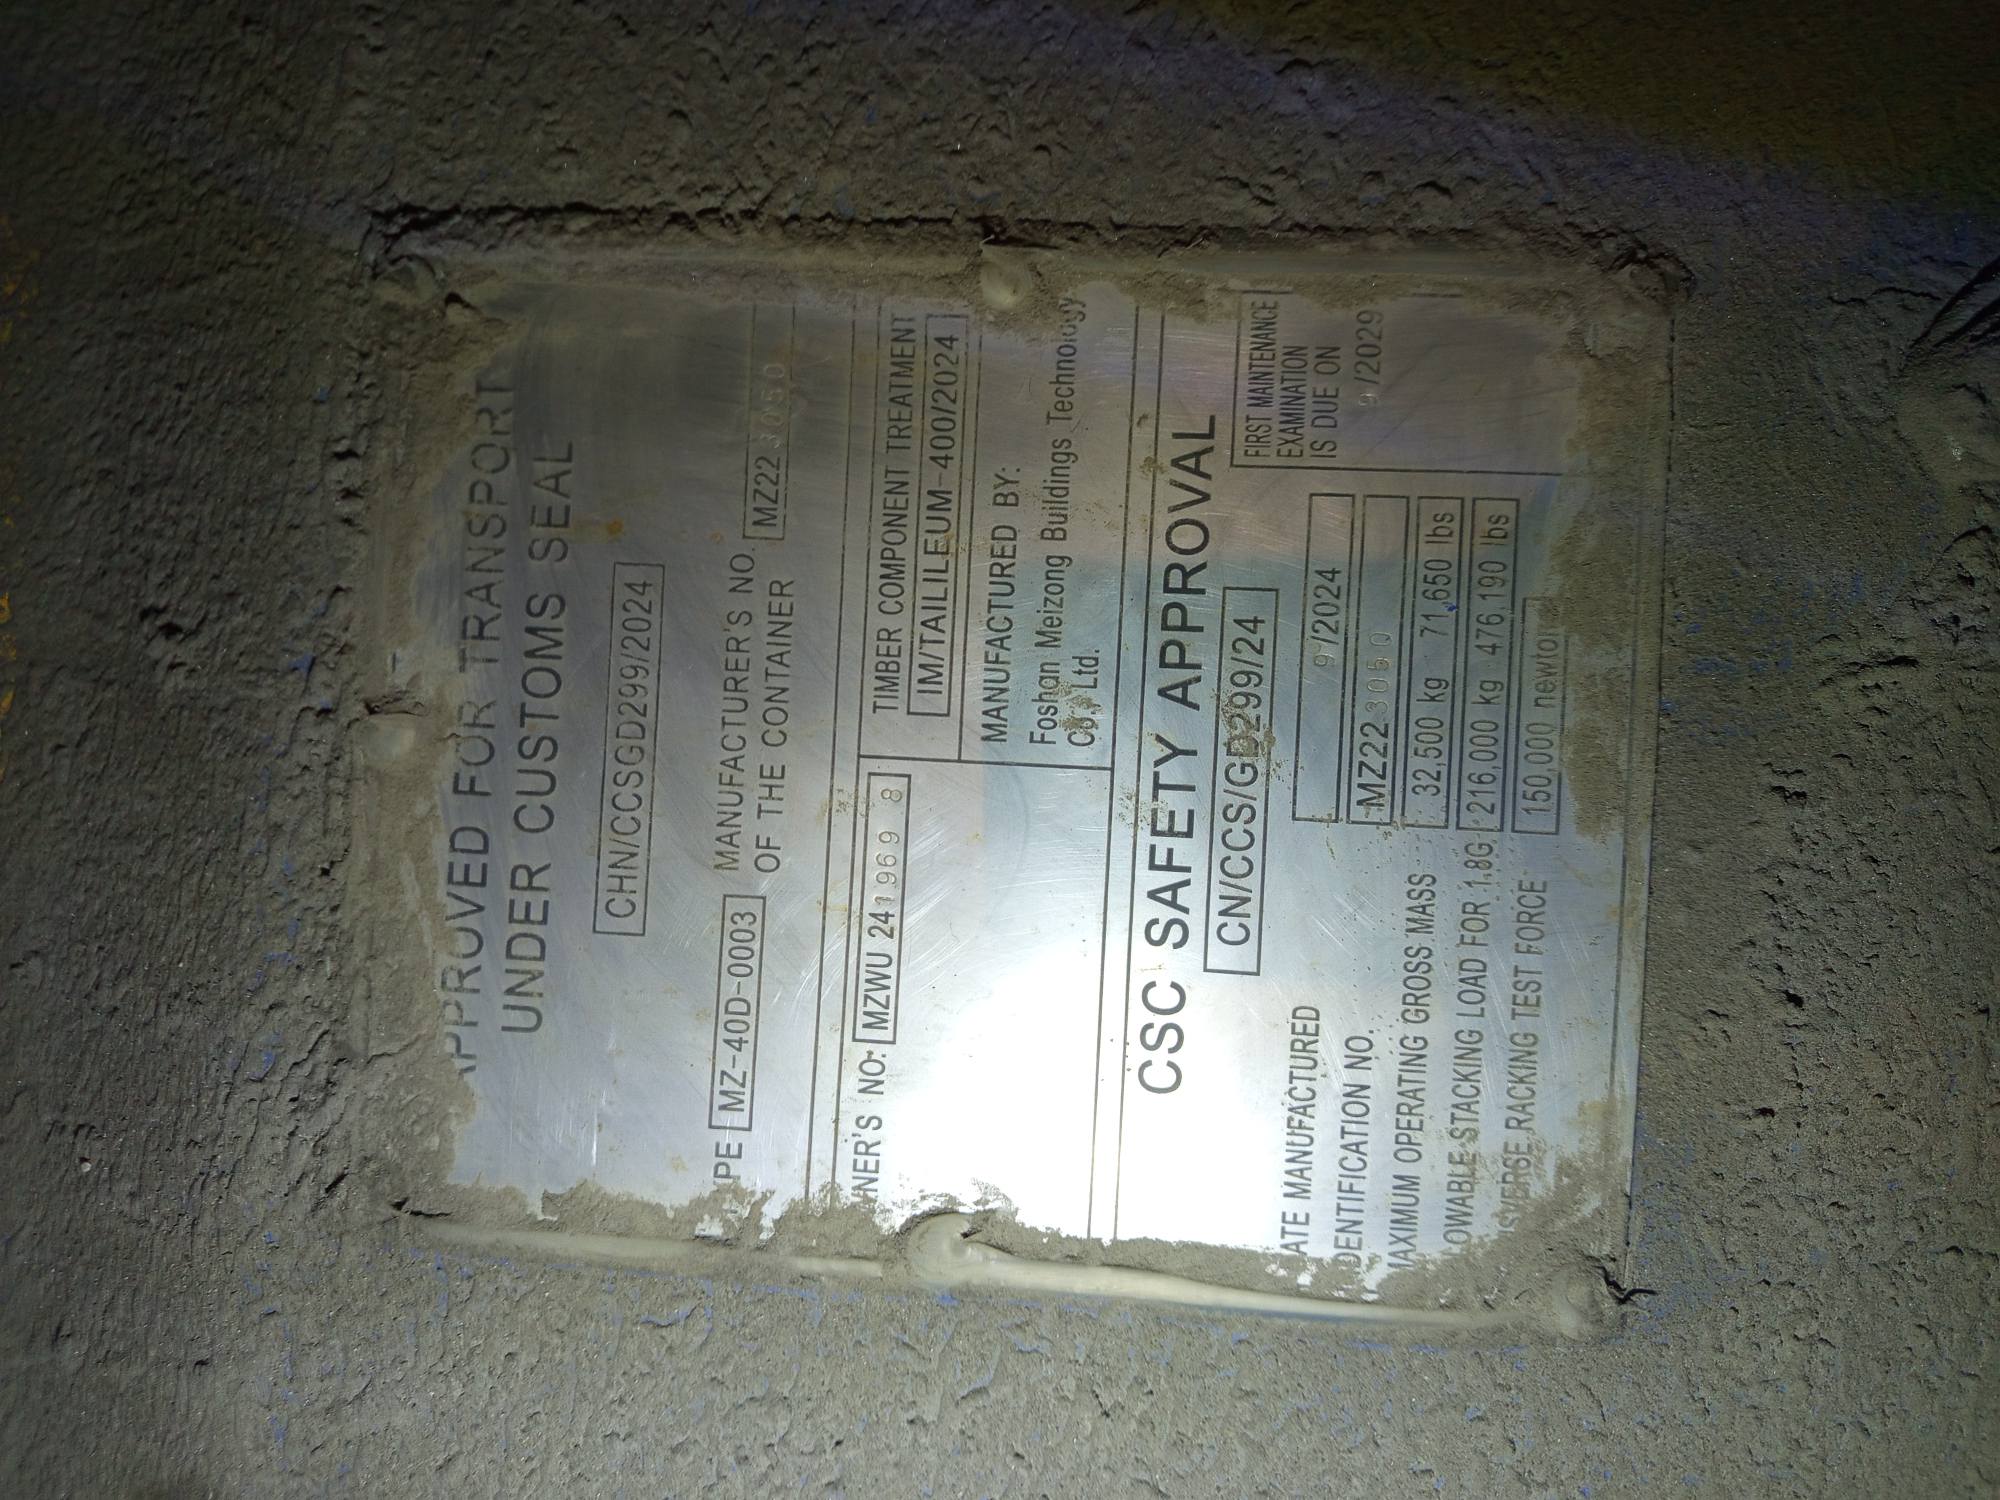 APPROVED FOR TRANSPORT
UNDER CUSTOMS SEAL
CHN/CCSGD299/2024
PE MZ-40D-0003 MANUFACTURER'S NO. MZ22 3050
OF THE CONTAINER
NER'S NO: MZWU 241969 8
TIMBER COMPONENT TREATMENT
IM/TAILILEUM-400/2024
MANUFACTURED BY:
Foshan Meizong Buildings Technology
Co., Ltd.
CSC SAFETY APPROVAL
CN/CCS/GD299/24
ATE MANUFACTURED 9/2024
DENTIFICATION NO. MZ22 3050
MAXIMUM OPERATING GROSS MASS 32,500 kg 71,650 lbs
LOWABLE STACKING LOAD FOR 1.8G 216,000 kg 476,190 lbs
SVERSE RACKING TEST FORCE 150,000 newton
FIRST MAINTENANCE
EXAMINATION
IS DUE ON
9/2029